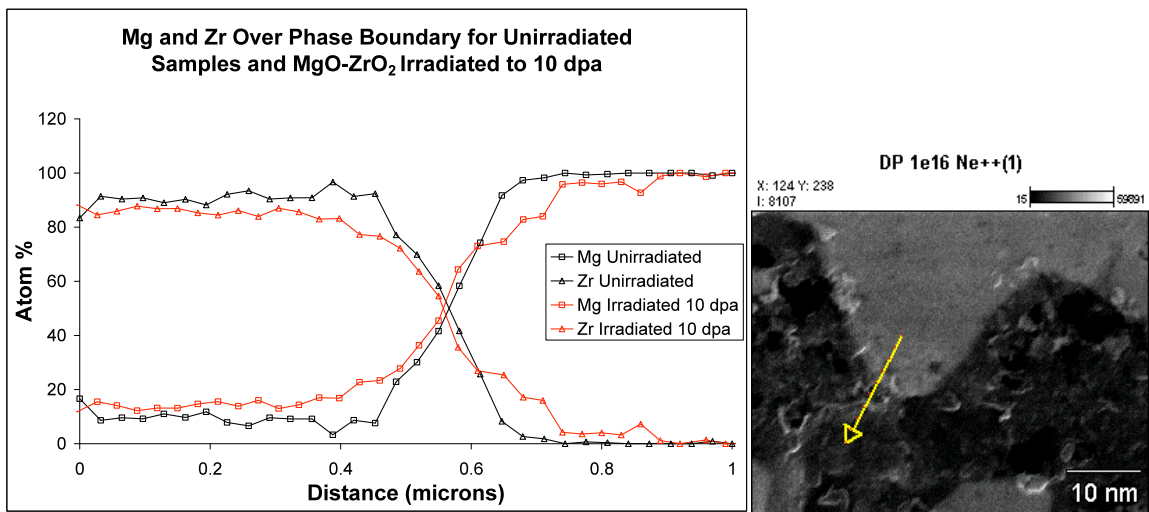 Mg and Zr Over Phase Boundary for Unirradiated
Samples and MgO-ZrO₂ Irradiated to 10 dpa
Atom %
120
100
80
60
40
20
0
0
0.2
0.4
0.6
0.8
1
Distance (microns)
Mg Unirradiated
Zr Unirradiated
Mg Irradiated 10 dpa
Zr Irradiated 10 dpa
DP 1e16 Ne++(1)
X: 124 Y: 238
I: 8107
15 59891
10 nm